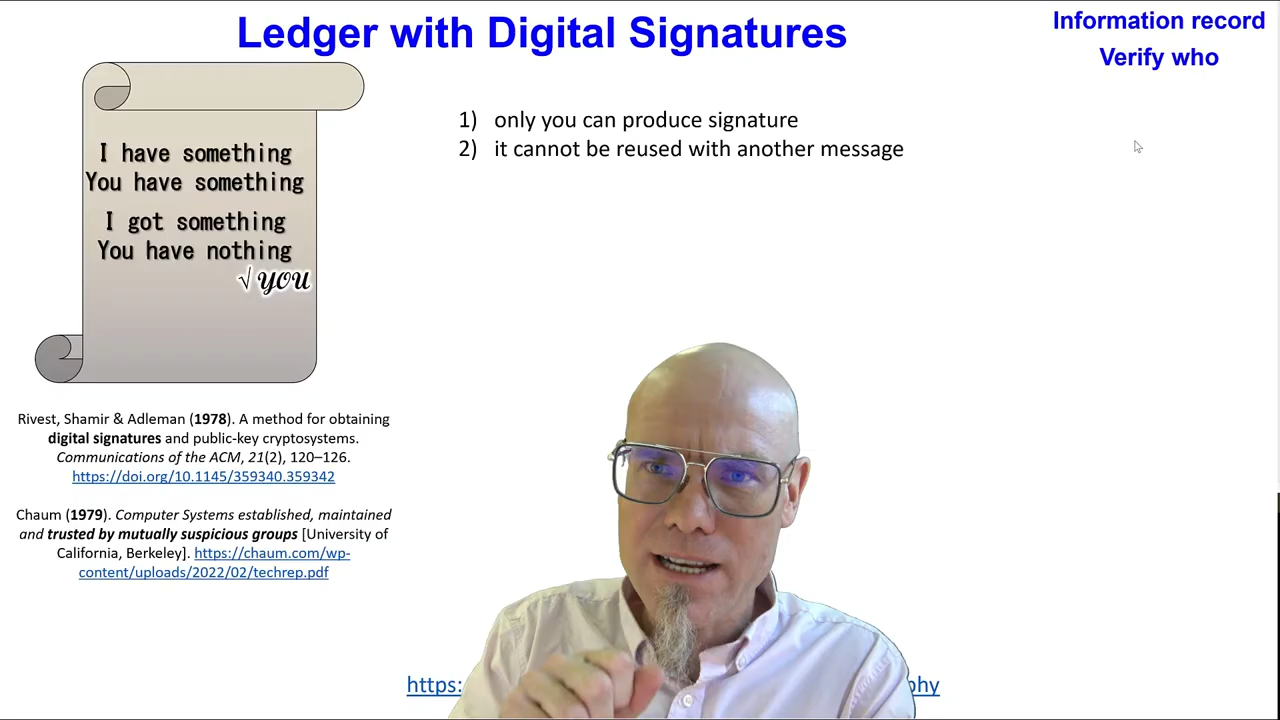 Ledger with Digital Signatures
Information record
Verify who
I have something
You have something
I got something
You have nothing
√ you
1) only you can produce signature
2) it cannot be reused with another message
Rivest, Shamir & Adleman (1978). A method for obtaining
digital signatures and public-key cryptosystems.
Communications of the ACM, 21(2), 120–126.
https://doi.org/10.1145/359340.359342
Chaum (1979). Computer Systems established, maintained
and trusted by mutually suspicious groups [University of
California, Berkeley]. https://chaum.com/wp-
content/uploads/2022/02/techrep.pdf
https: